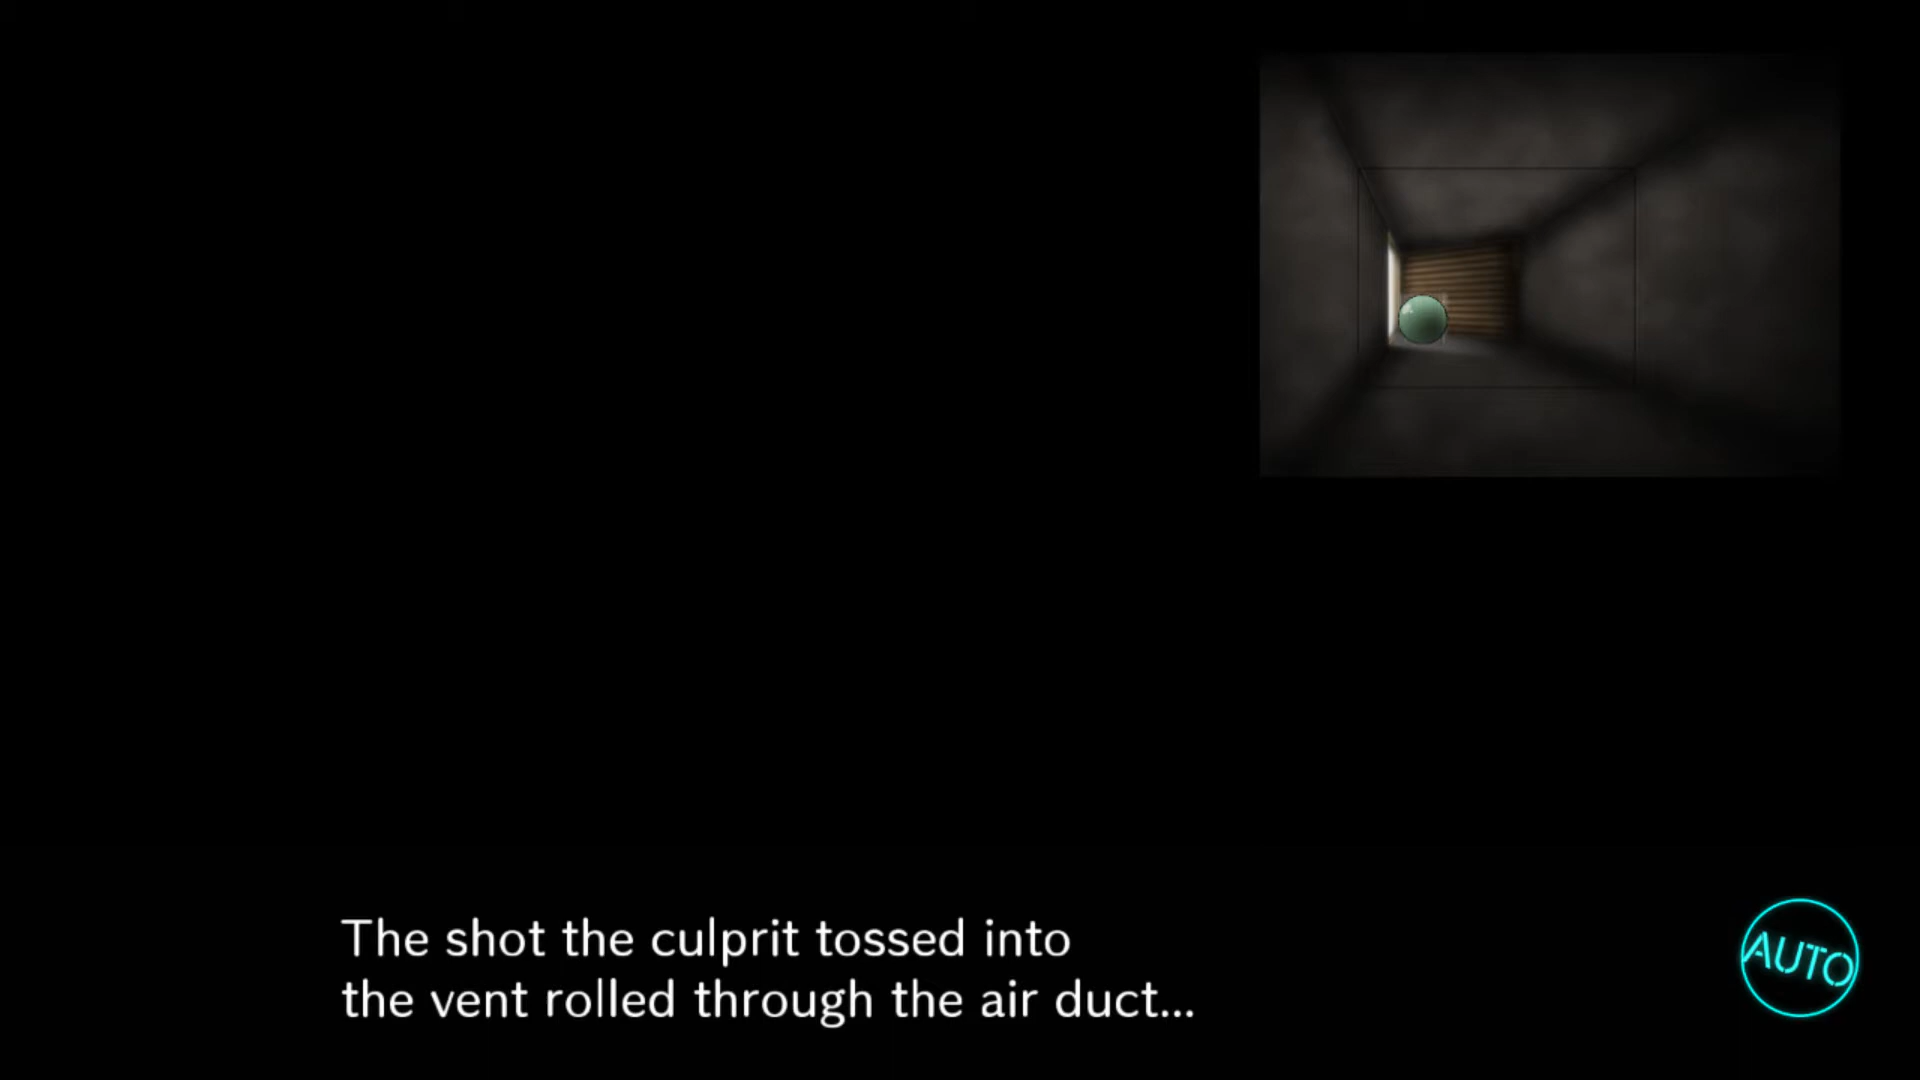 The shot the culprit tossed into
the vent rolled through the air duct...
AUTO